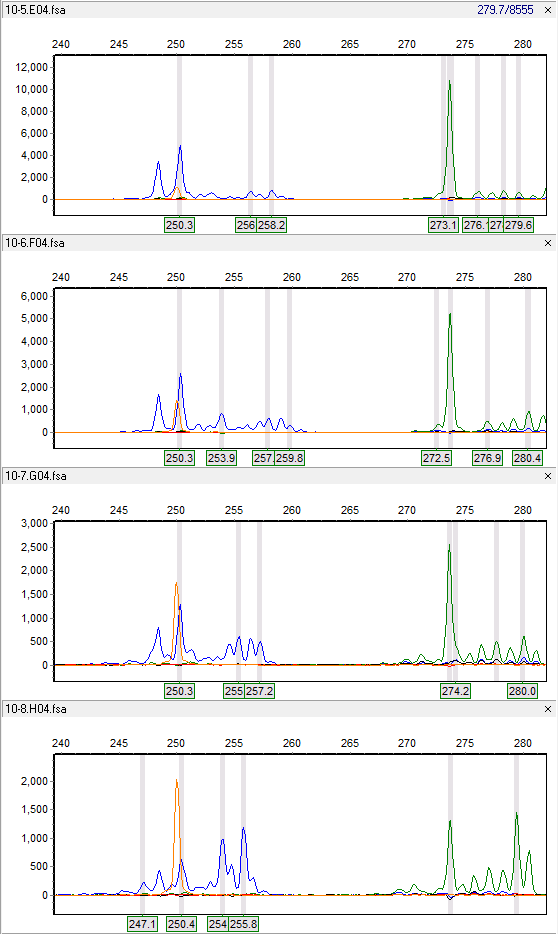 10-5.E04.fsa 279.7/8555 ×
240 245 250 255 260 265 270 275 280
12,000
10,000
8,000
6,000
4,000
2,000
0
250.3 256 258.2 273.1 276.1 27 279.6
10-6.F04.fsa ×
240 245 250 255 260 265 270 275 280
6,000
5,000
4,000
3,000
2,000
1,000
0
250.3 253.9 257 259.8 272.5 276.9 280.4
10-7.G04.fsa ×
240 245 250 255 260 265 270 275 280
3,000
2,500
2,000
1,500
1,000
500
0
250.3 255 257.2 274.2 280.0
10-8.H04.fsa ×
240 245 250 255 260 265 270 275 280
2,000
1,500
1,000
500
0
247.1 250.4 254 255.8